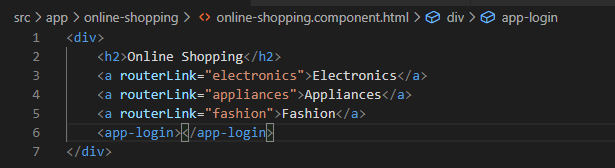 src > app > online-shopping > <> online-shopping.component.html > div > app-login
1 <div>
2 <h2>Online Shopping</h2>
3 <a routerLink="electronics">Electronics</a>
4 <a routerLink="appliances">Appliances</a>
5 <a routerLink="fashion">Fashion</a>
6 <app-login></app-login>
7 </div>